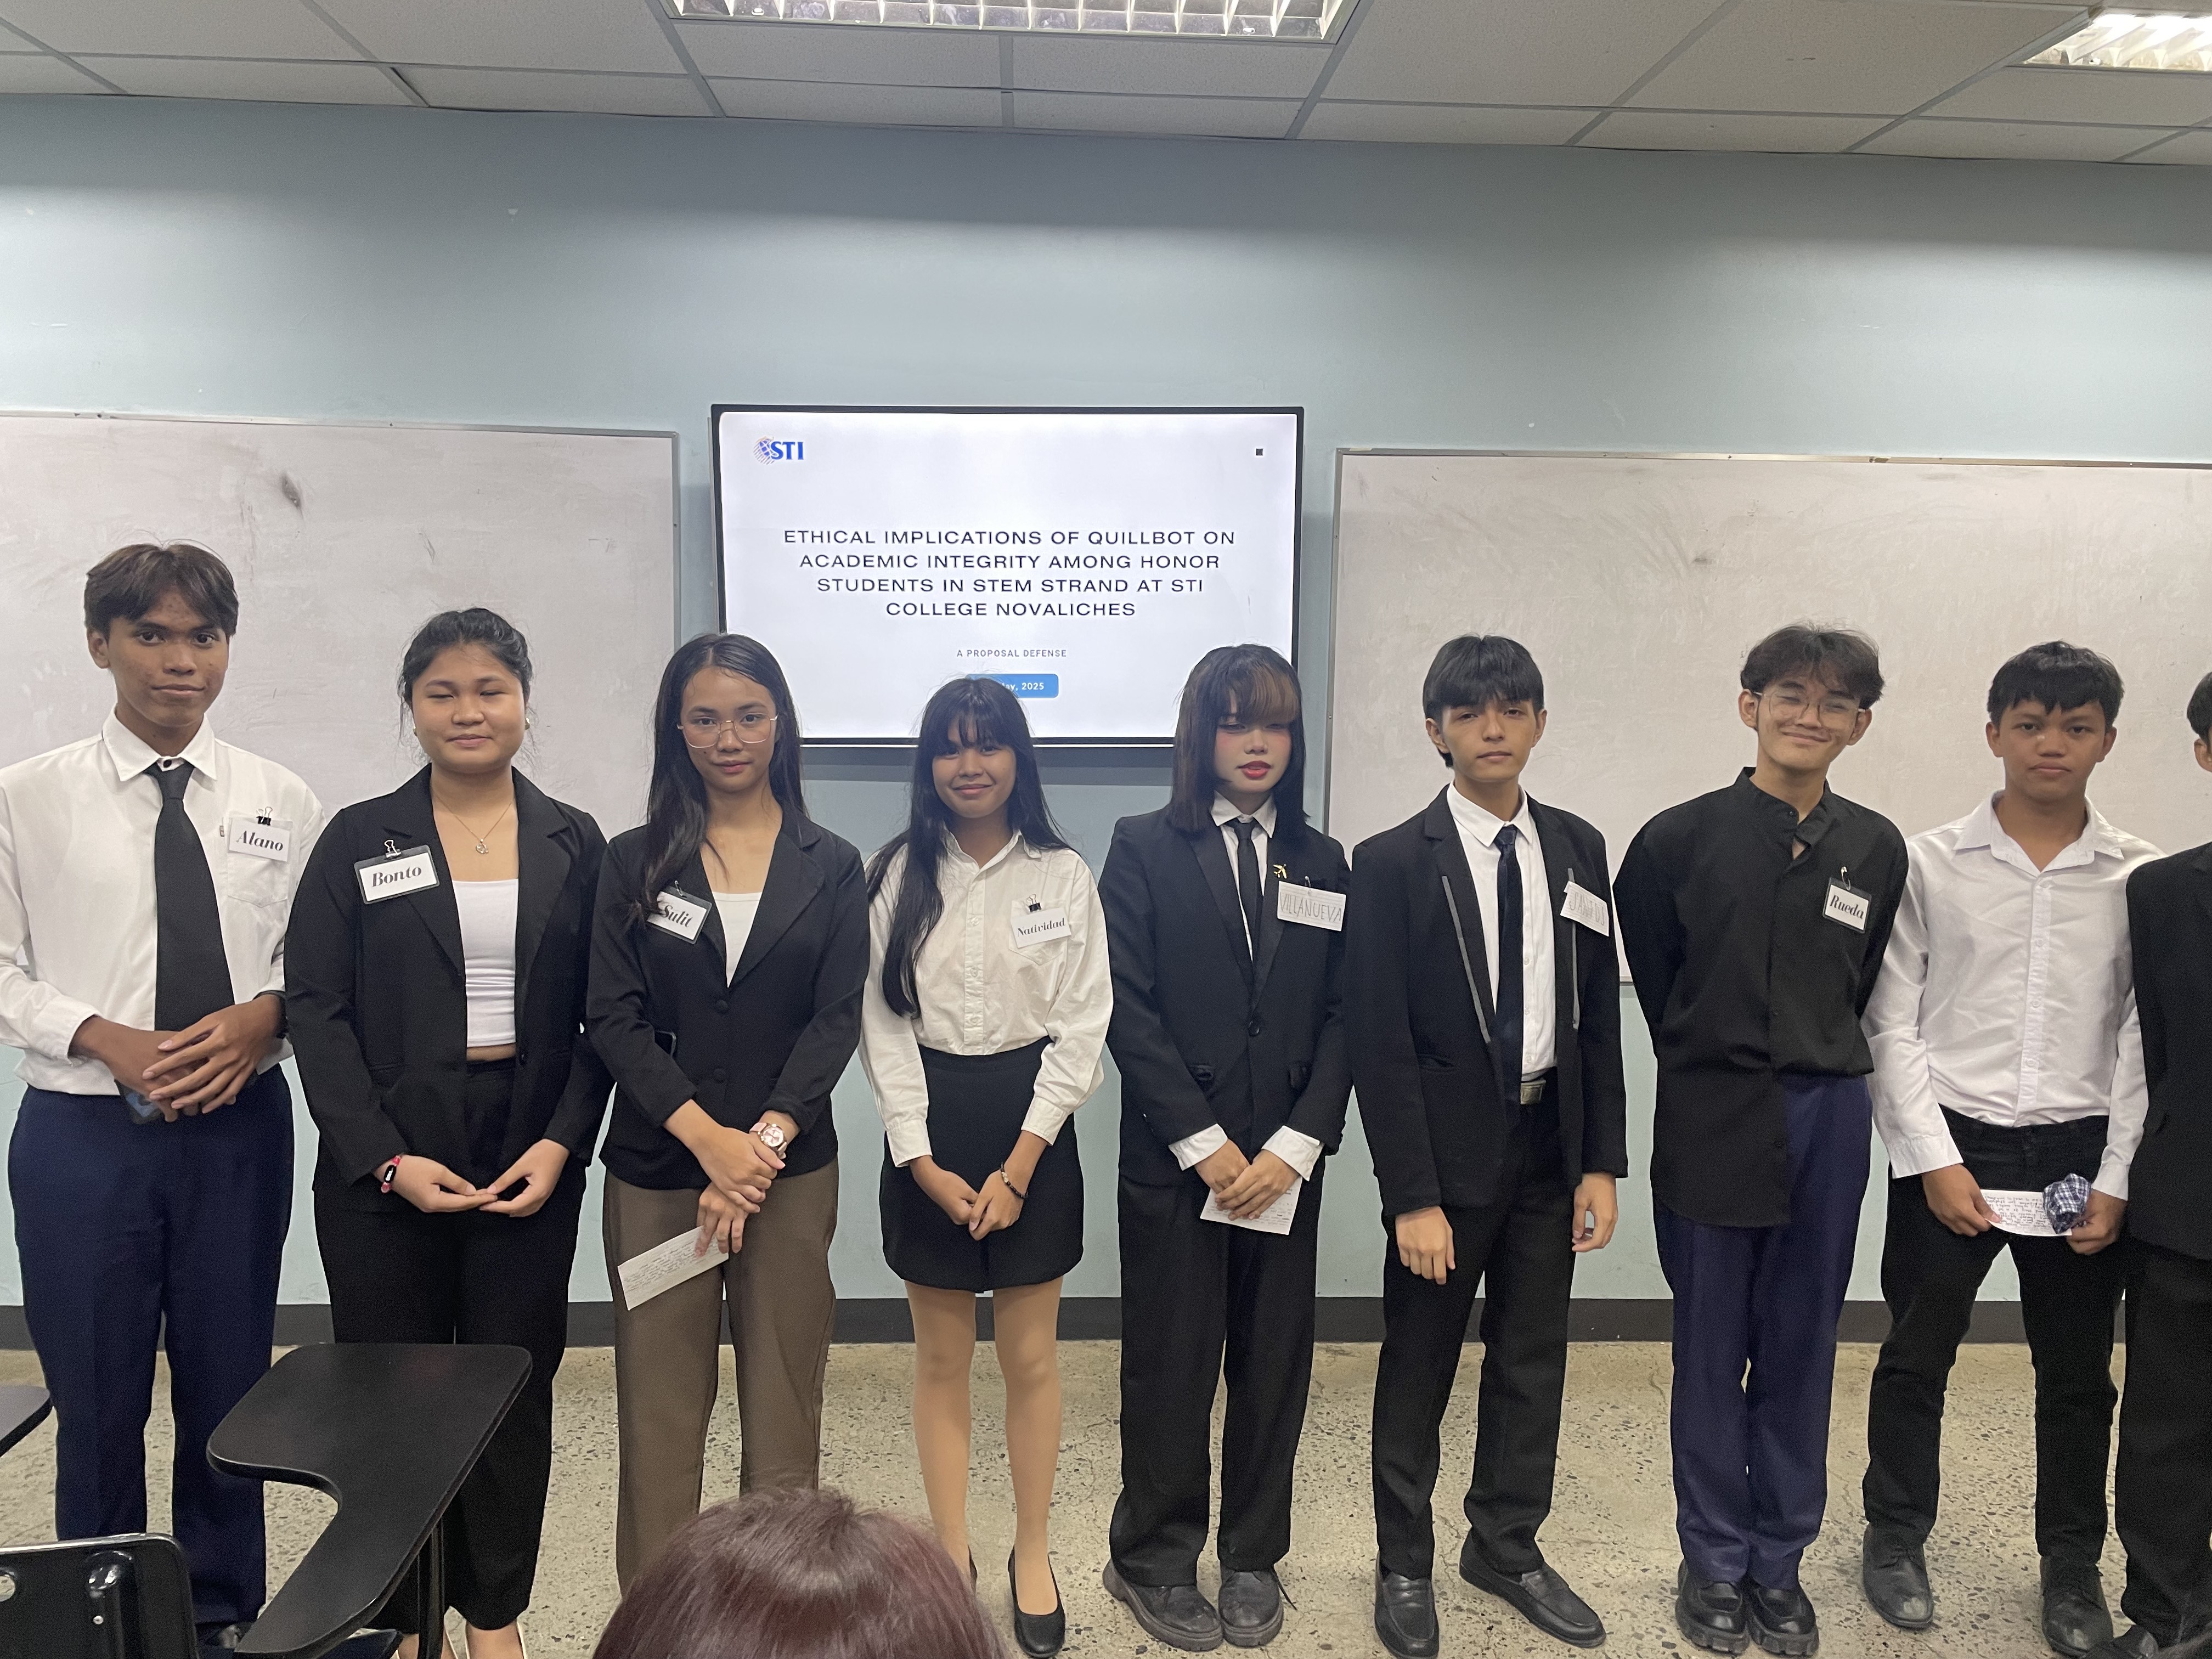 STI
ETHICAL IMPLICATIONS OF QUILLBOT ON
ACADEMIC INTEGRITY AMONG HONOR
STUDENTS IN STEM STRAND AT STI
COLLEGE NOVALICHES
A PROPOSAL DEFENSE
2025
Alano
Bonto
Sulit
Natividad
VILLANUEVA
Rueda